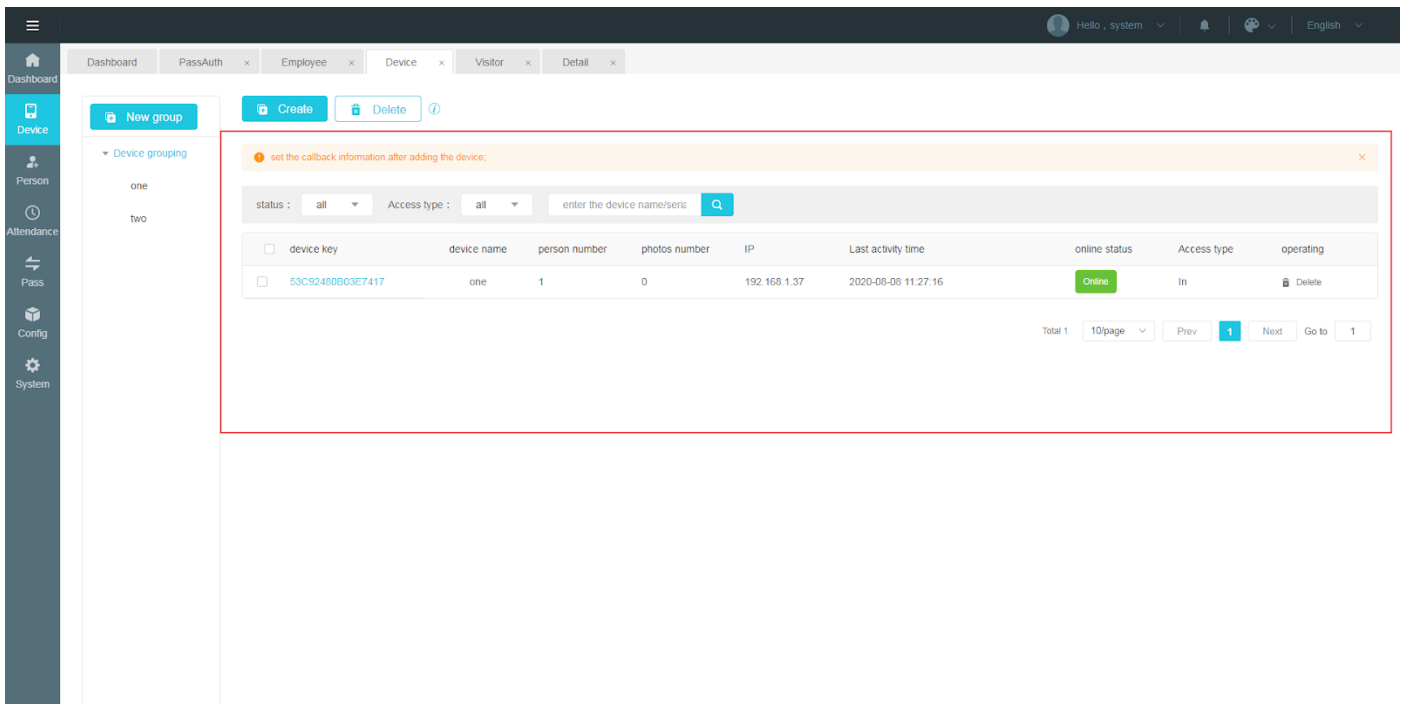 Hello , system
English
Dashboard
Device
Person
Attendance
Pass
Config
System
Dashboard PassAuth × Employee × Device × Visitor × Detail ×
New group
Device grouping
one
two
Create Delete
set the callback information after adding the device;
status : all Access type : all enter the device name/seria
device key device name person number photos number IP Last activity time online status Access type operating
53C92480B03E7417 one 1 0 192.168.1.37 2020-08-08 11:27:16 Online In Delete
Total 1 10/page Prev 1 Next Go to 1